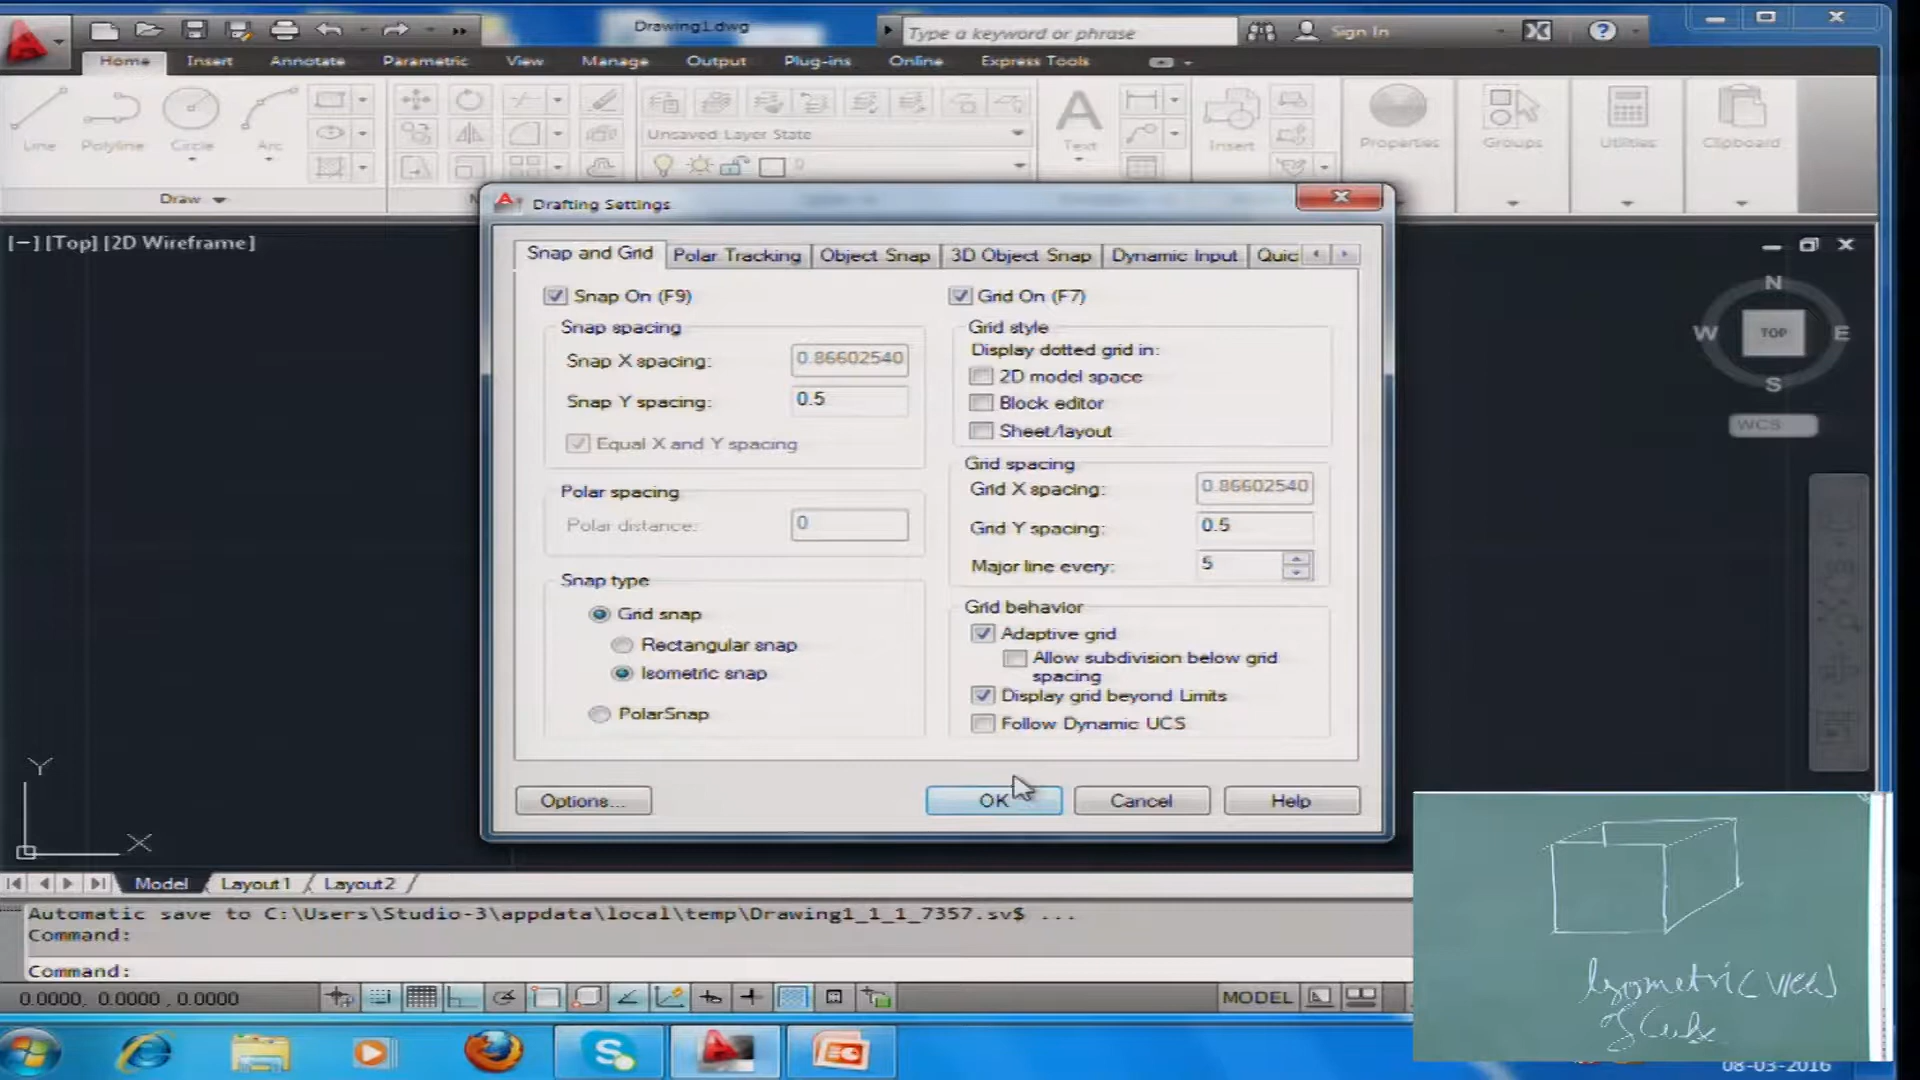 Drawing1.dwg
Type a keyword or phrase
Sign In
Home Insert Annotate Parametric View Manage Output Plug-ins Online Express Tools
Unsaved Layer State
0
Line Polyline Circle Arc Text Insert Properties Groups Utilities Clipboard
Draw
[−] [Top] [2D Wireframe]
N
W TOP E
S
WCS
Drafting Settings
Snap and Grid Polar Tracking Object Snap 3D Object Snap Dynamic Input Quic
Snap On (F9)
Snap spacing
Snap X spacing: 0.86602540
Snap Y spacing: 0.5
Equal X and Y spacing
Polar spacing
Polar distance: 0
Snap type
Grid snap
Rectangular snap
Isometric snap
PolarSnap
Grid On (F7)
Grid style
Display dotted grid in:
2D model space
Block editor
Sheet/layout
Grid spacing
Grid X spacing: 0.86602540
Grid Y spacing: 0.5
Major line every: 5
Grid behavior
Adaptive grid
Allow subdivision below grid
spacing
Display grid beyond Limits
Follow Dynamic UCS
Options... OK Cancel Help
Y
X
Model Layout1 Layout2
Automatic save to C:\Users\Studio-3\appdata\local\temp\Drawing1_1_1_7357.sv$ ...
Command:
Command:
0.0000, 0.0000, 0.0000
MODEL
Isometric (view)
of Cube
08-03-2016